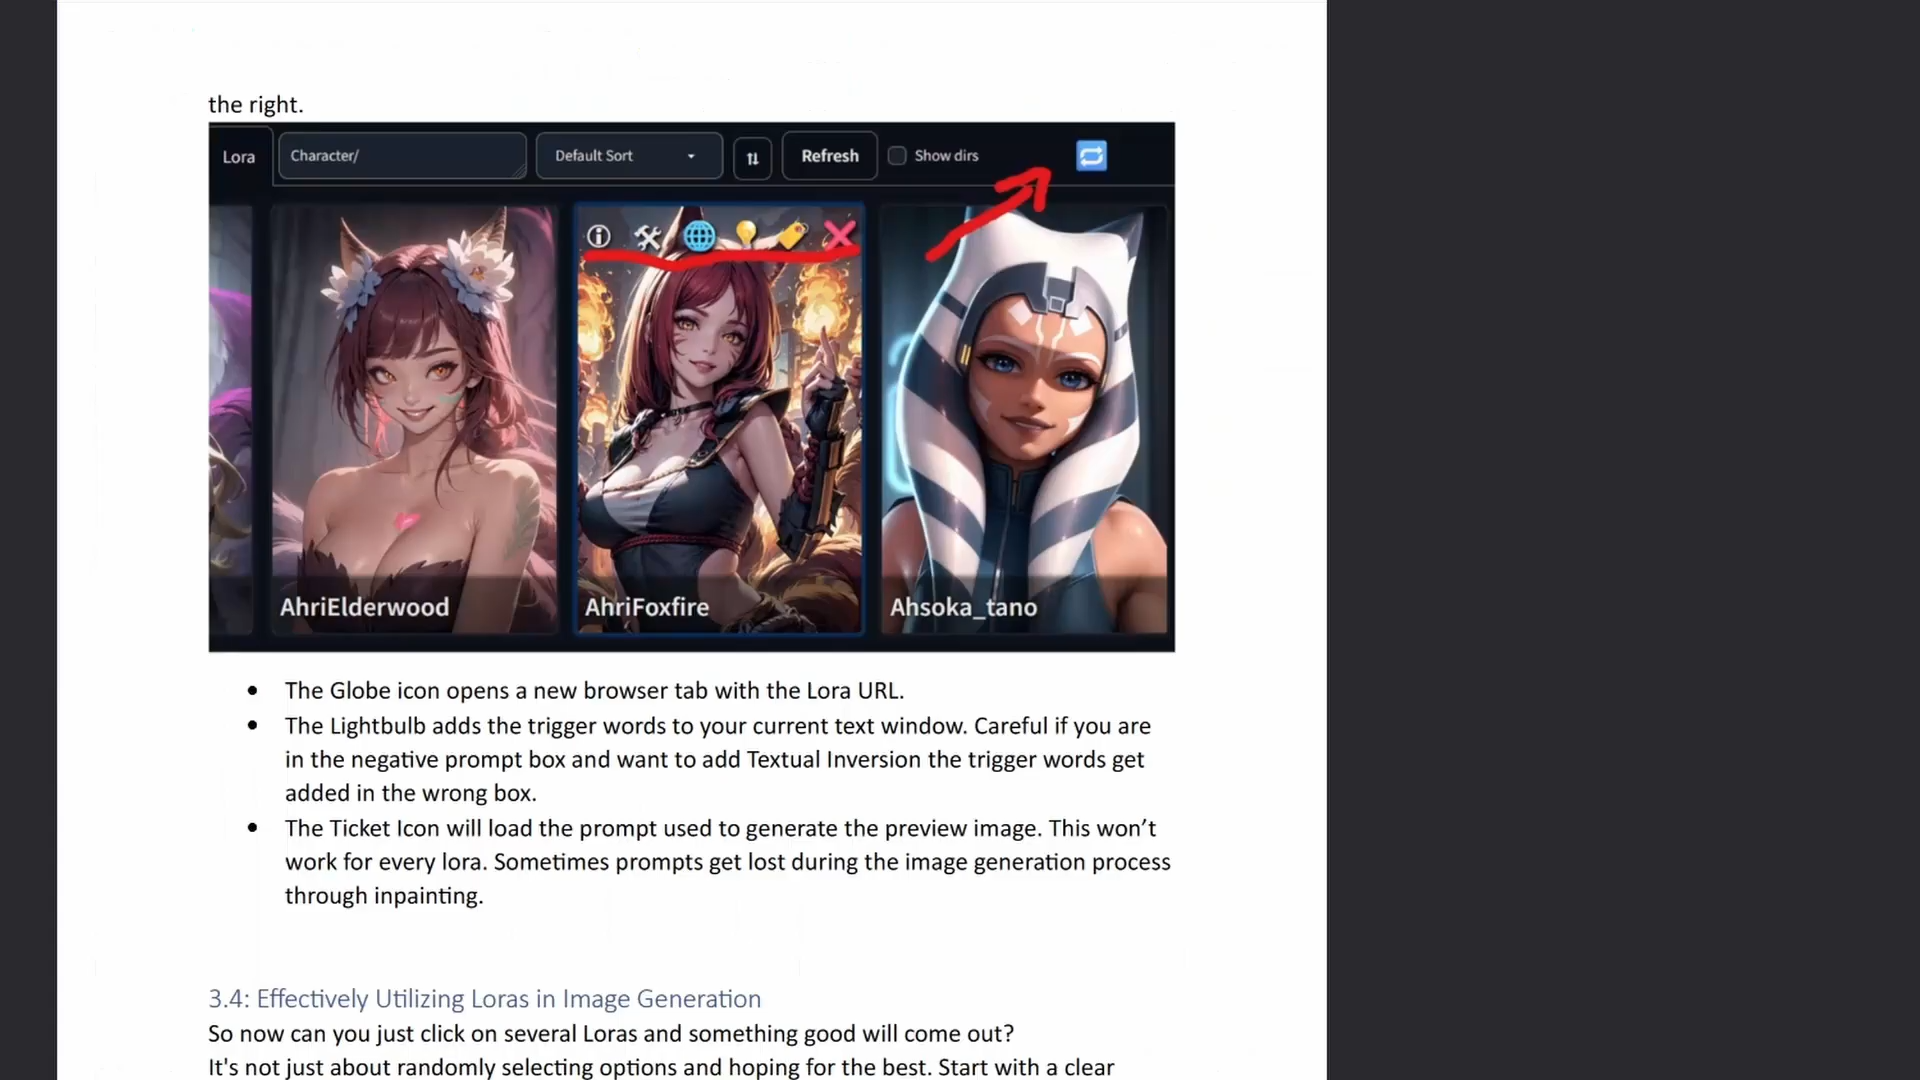 the right.
Lora Character/ Default Sort Refresh Show dirs
AhriElderwood AhriFoxfire Ahsoka_tano
• The Globe icon opens a new browser tab with the Lora URL.
• The Lightbulb adds the trigger words to your current text window. Careful if you are
in the negative prompt box and want to add Textual Inversion the trigger words get
added in the wrong box.
• The Ticket Icon will load the prompt used to generate the preview image. This won’t
work for every lora. Sometimes prompts get lost during the image generation process
through inpainting.
3.4: Effectively Utilizing Loras in Image Generation
So now can you just click on several Loras and something good will come out?
It's not just about randomly selecting options and hoping for the best. Start with a clear